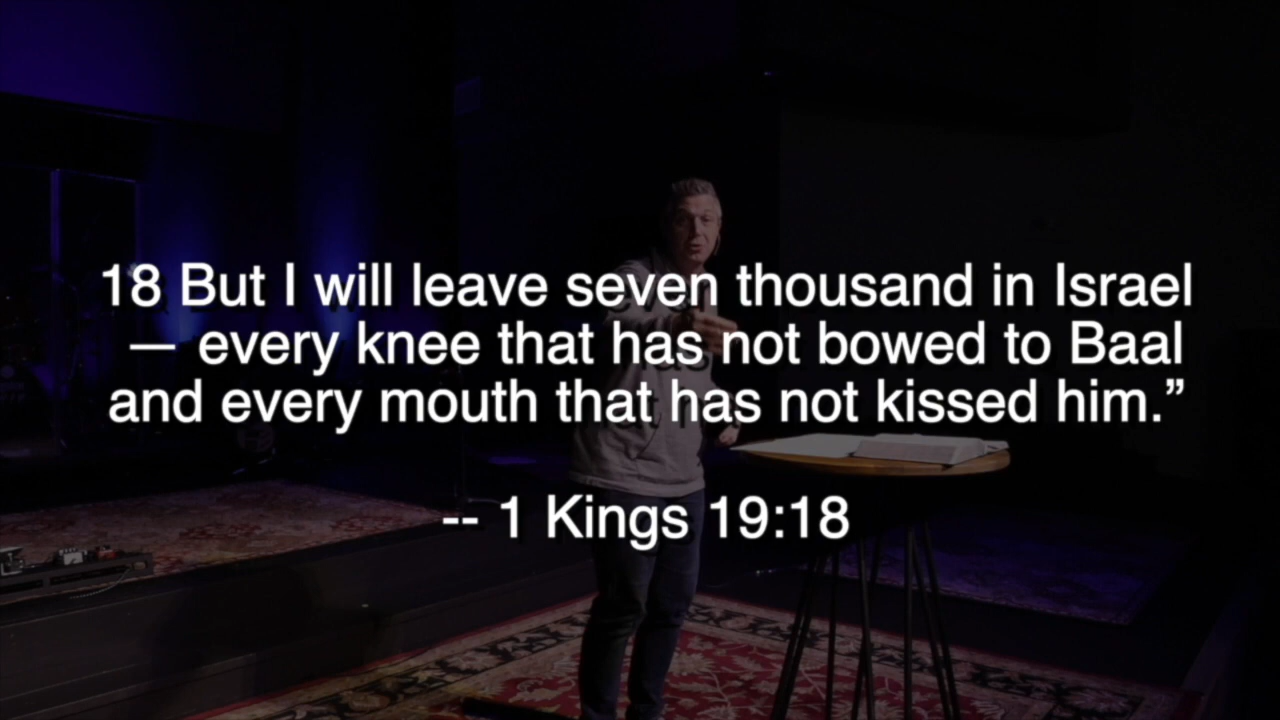 18 But I will leave seven thousand in Israel
— every knee that has not bowed to Baal
and every mouth that has not kissed him.”
-- 1 Kings 19:18